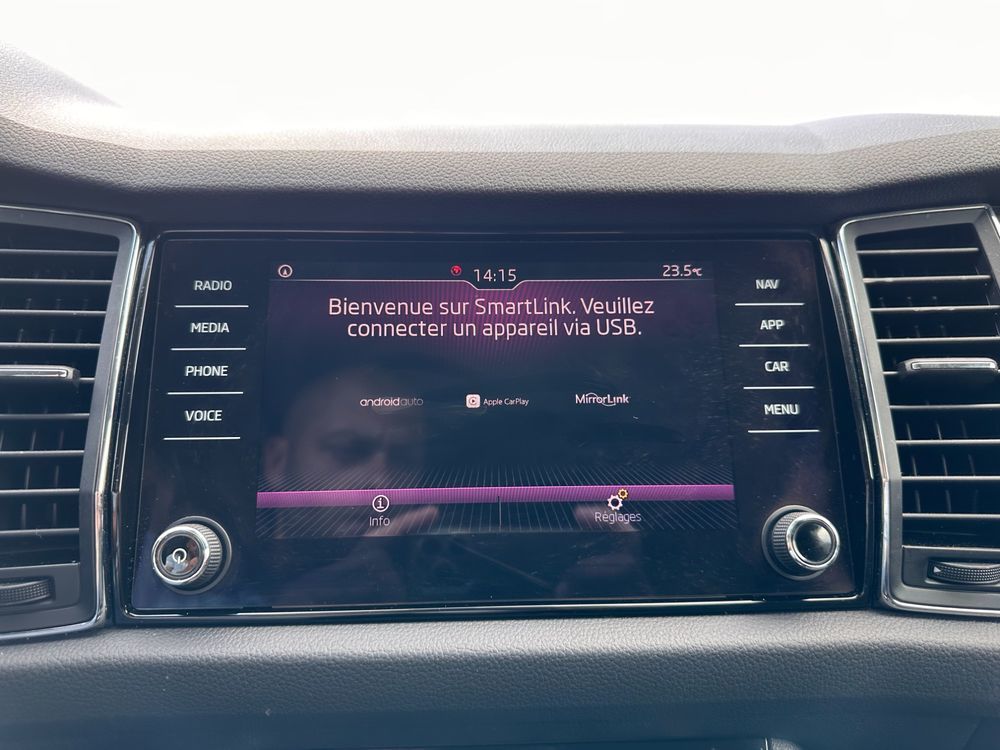 RADIO
MEDIA
PHONE
VOICE
14:15
23.5°C
Bienvenue sur SmartLink. Veuillez
connecter un appareil via USB.
androidauto
Apple CarPlay
MirrorLink
Info
Réglages
NAV
APP
CAR
MENU